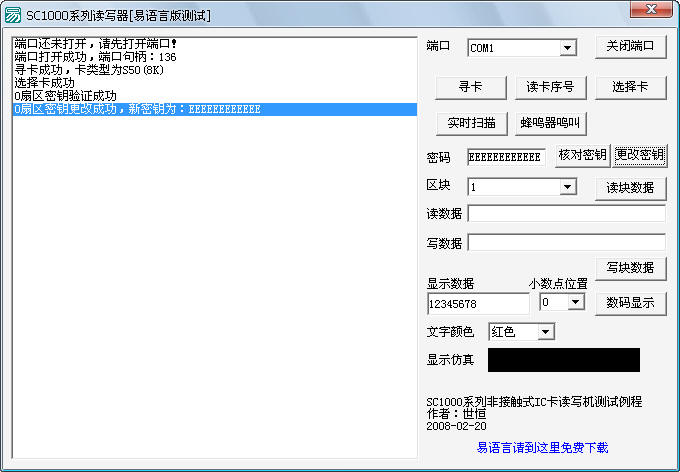 SC1000系列读写器[易语言版测试]
端口还未打开，请先打开端口！
端口打开成功，端口句柄：136
寻卡成功，卡类型为S50(8K)
选择卡成功
0扇区密钥验证成功
0扇区密钥更改成功，新密钥为：EEEEEEEEEEEE
端口 COM1 关闭端口
寻卡 读卡序号 选择卡
实时扫描 蜂鸣器鸣叫
密码 EEEEEEEEEEEE 核对密钥 更改密钥
区块 1 读块数据
读数据
写数据
写块数据
显示数据 小数点位置
12345678 0 数码显示
文字颜色 红色
显示仿真
SC1000系列非接触式IC卡读写机测试例程
作者：世恒
2008-02-20
易语言请到这里免费下载